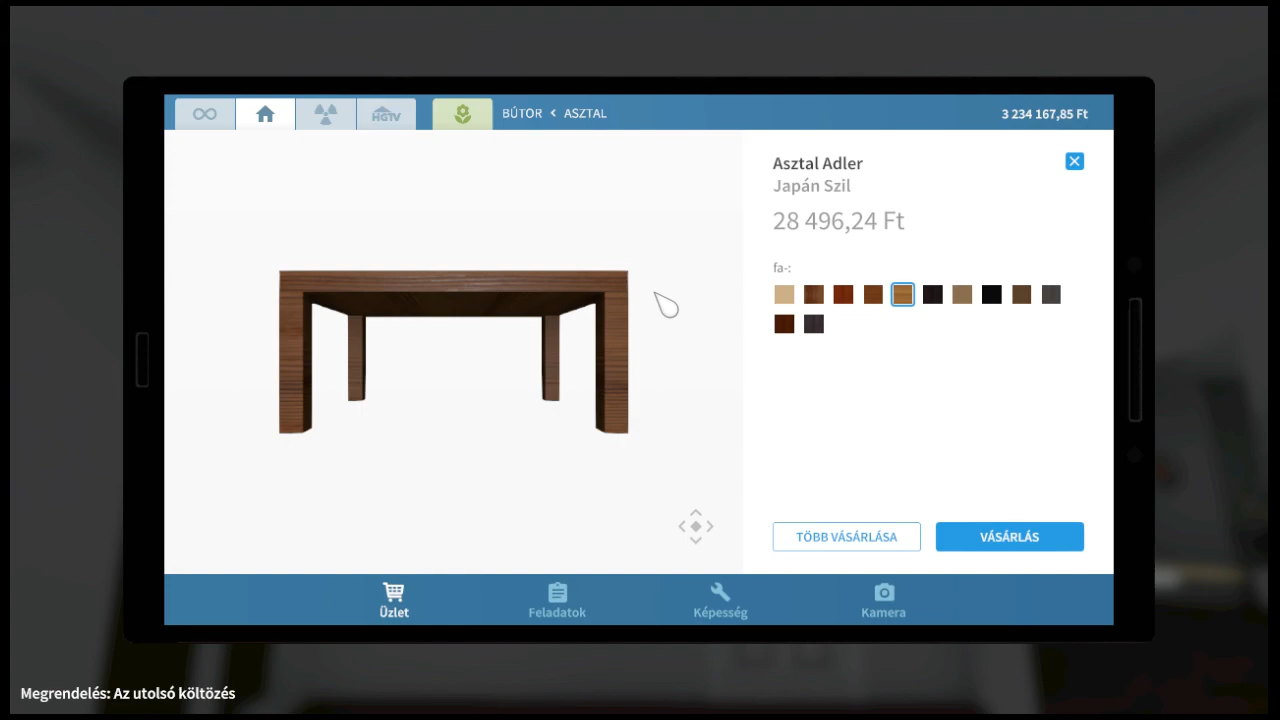 HGTV
BÚTOR < ASZTAL
3 234 167,85 Ft
Asztal Adler
Japán Szil
28 496,24 Ft
fa-:
TÖBB VÁSÁRLÁSA
VÁSÁRLÁS
Üzlet
Feladatok
Képesség
Kamera
Megrendelés: Az utolsó költözés